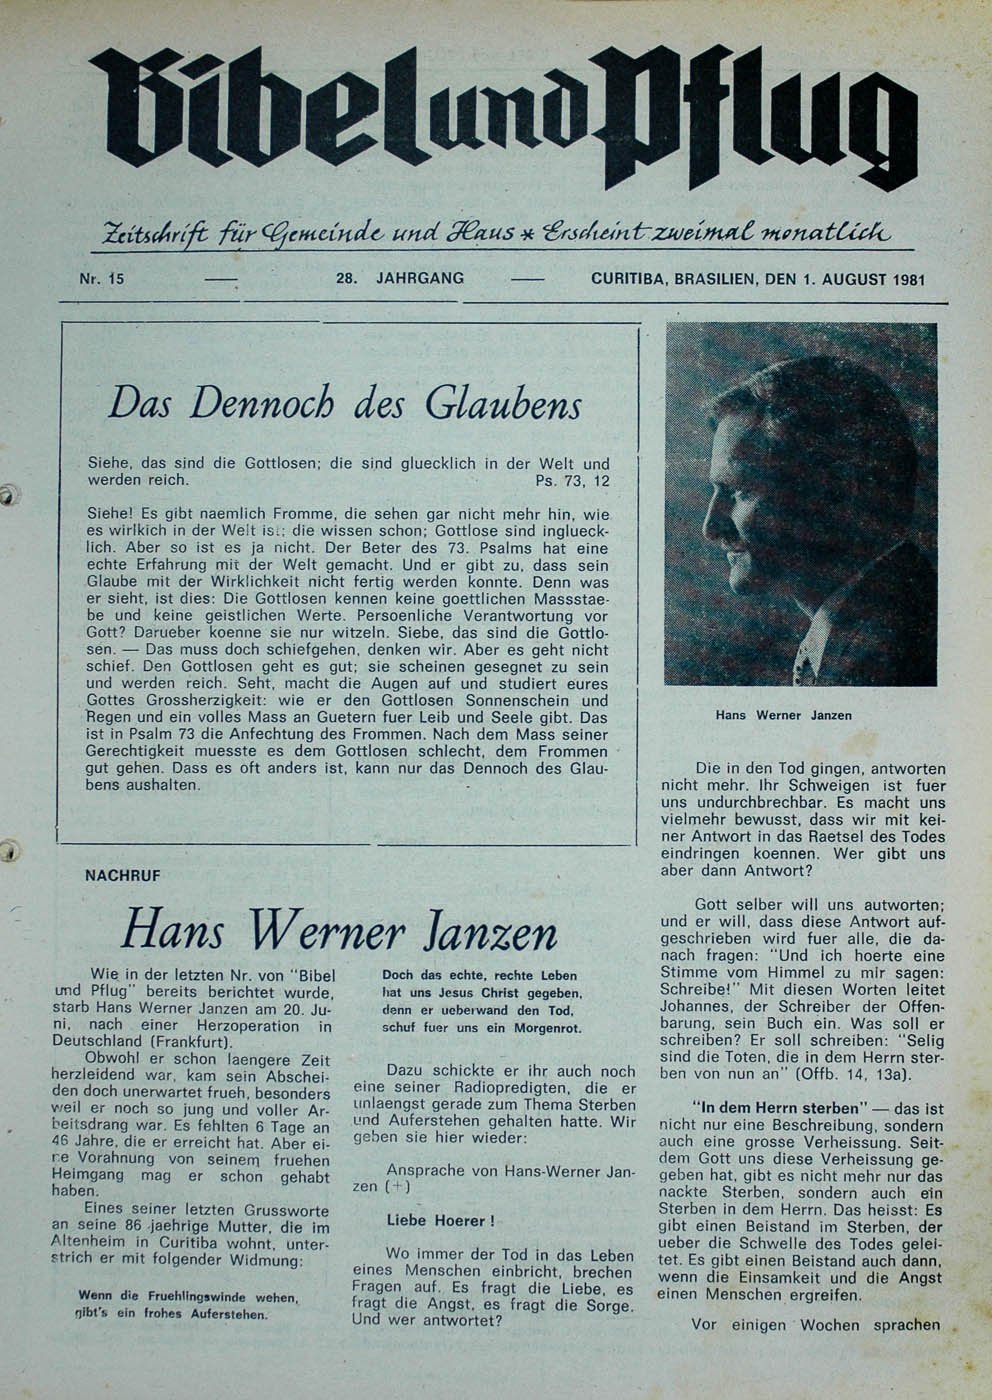 Bibel und Pflug
Zeitschrift für Gemeinde und Haus * Erscheint zweimal monatlich
Nr. 15 — 28. JAHRGANG — CURITIBA, BRASILIEN, DEN 1. AUGUST 1981
Das Dennoch des Glaubens
Siehe, das sind die Gottlosen; die sind gluecklich in der Welt und
werden reich. Ps. 73, 12
Siehe! Es gibt naemlich Fromme, die sehen gar nicht mehr hin, wie
es wirlkich in der Welt ist; die wissen schon; Gottlose sind inglueck-
lich. Aber so ist es ja nicht. Der Beter des 73. Psalms hat eine
echte Erfahrung mit der Welt gemacht. Und er gibt zu, dass sein
Glaube mit der Wirklichkeit nicht fertig werden konnte. Denn was
er sieht, ist dies: Die Gottlosen kennen keine goettlichen Massstae-
be und keine geistlichen Werte. Persoenliche Verantwortung vor
Gott? Darueber koenne sie nur witzeln. Siebe, das sind die Gottlo-
sen. — Das muss doch schiefgehen, denken wir. Aber es geht nicht
schief. Den Gottlosen geht es gut; sie scheinen gesegnet zu sein
und werden reich. Seht, macht die Augen auf und studiert eures
Gottes Grossherzigkeit: wie er den Gottlosen Sonnenschein und
Regen und ein volles Mass an Guetern fuer Leib und Seele gibt. Das
ist in Psalm 73 die Anfechtung des Frommen. Nach dem Mass seiner
Gerechtigkeit muesste es dem Gottlosen schlecht, dem Frommen
gut gehen. Dass es oft anders ist, kann nur das Dennoch des Glau-
bens aushalten.
Hans Werner Janzen
NACHRUF
Hans Werner Janzen
Wie in der letzten Nr. von "Bibel
und Pflug" bereits berichtet wurde,
starb Hans Werner Janzen am 20. Ju-
ni, nach einer Herzoperation in
Deutschland (Frankfurt).
Obwohl er schon laengere Zeit
herzleidend war, kam sein Abschei-
den doch unerwartet frueh, besonders
weil er noch so jung und voller Ar-
beitsdrang war. Es fehlten 6 Tage an
46 Jahre, die er erreicht hat. Aber ei-
ne Vorahnung von seinem fruehen
Heimgang mag er schon gehabt
haben.
Eines seiner letzten Grussworte
an seine 86 jaehrige Mutter, die im
Altenheim in Curitiba wohnt, unter-
strich er mit folgender Widmung:
Wenn die Fruehlingswinde wehen,
gibt's ein frohes Auferstehen.
Doch das echte, rechte Leben
hat uns Jesus Christ gegeben,
denn er ueberwand den Tod,
schuf fuer uns ein Morgenrot.
Dazu schickte er ihr auch noch
eine seiner Radiopredigten, die er
unlaengst gerade zum Thema Sterben
und Auferstehen gehalten hatte. Wir
geben sie hier wieder:
Ansprache von Hans-Werner Jan-
zen (+)
Liebe Hoerer!
Wo immer der Tod in das Leben
eines Menschen einbricht, brechen
Fragen auf. Es fragt die Liebe, es
fragt die Angst, es fragt die Sorge.
Und wer antwortet?
Die in den Tod gingen, antworten
nicht mehr. Ihr Schweigen ist fuer
uns undurchbrechbar. Es macht uns
vielmehr bewusst, dass wir mit kei-
ner Antwort in das Raetsel des Todes
eindringen koennen. Wer gibt uns
aber dann Antwort?
Gott selber will uns autworten;
und er will, dass diese Antwort auf-
geschrieben wird fuer alle, die da-
nach fragen: "Und ich hoerte eine
Stimme vom Himmel zu mir sagen:
Schreibe!" Mit diesen Worten leitet
Johannes, der Schreiber der Offen-
barung, sein Buch ein. Was soll er
schreiben? Er soll schreiben: "Selig
sind die Toten, die in dem Herrn ster-
ben von nun an" (Offb. 14, 13a).
"In dem Herrn sterben" — das ist
nicht nur eine Beschreibung, sondern
auch eine grosse Verheissung. Seit-
dem Gott uns diese Verheissung ge-
geben hat, gibt es nicht mehr nur das
nackte Sterben, sondern auch ein
Sterben in dem Herrn. Das heisst: Es
gibt einen Beistand im Sterben, der
ueber die Schwelle des Todes gelei-
tet. Es gibt einen Beistand auch dann,
wenn die Einsamkeit und die Angst
einen Menschen ergreifen.
Vor einigen Wochen sprachen